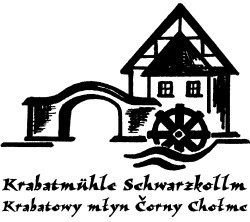 Krabatmühle Schwarzkollm
Krabatowy młyn Čorny Chołmc